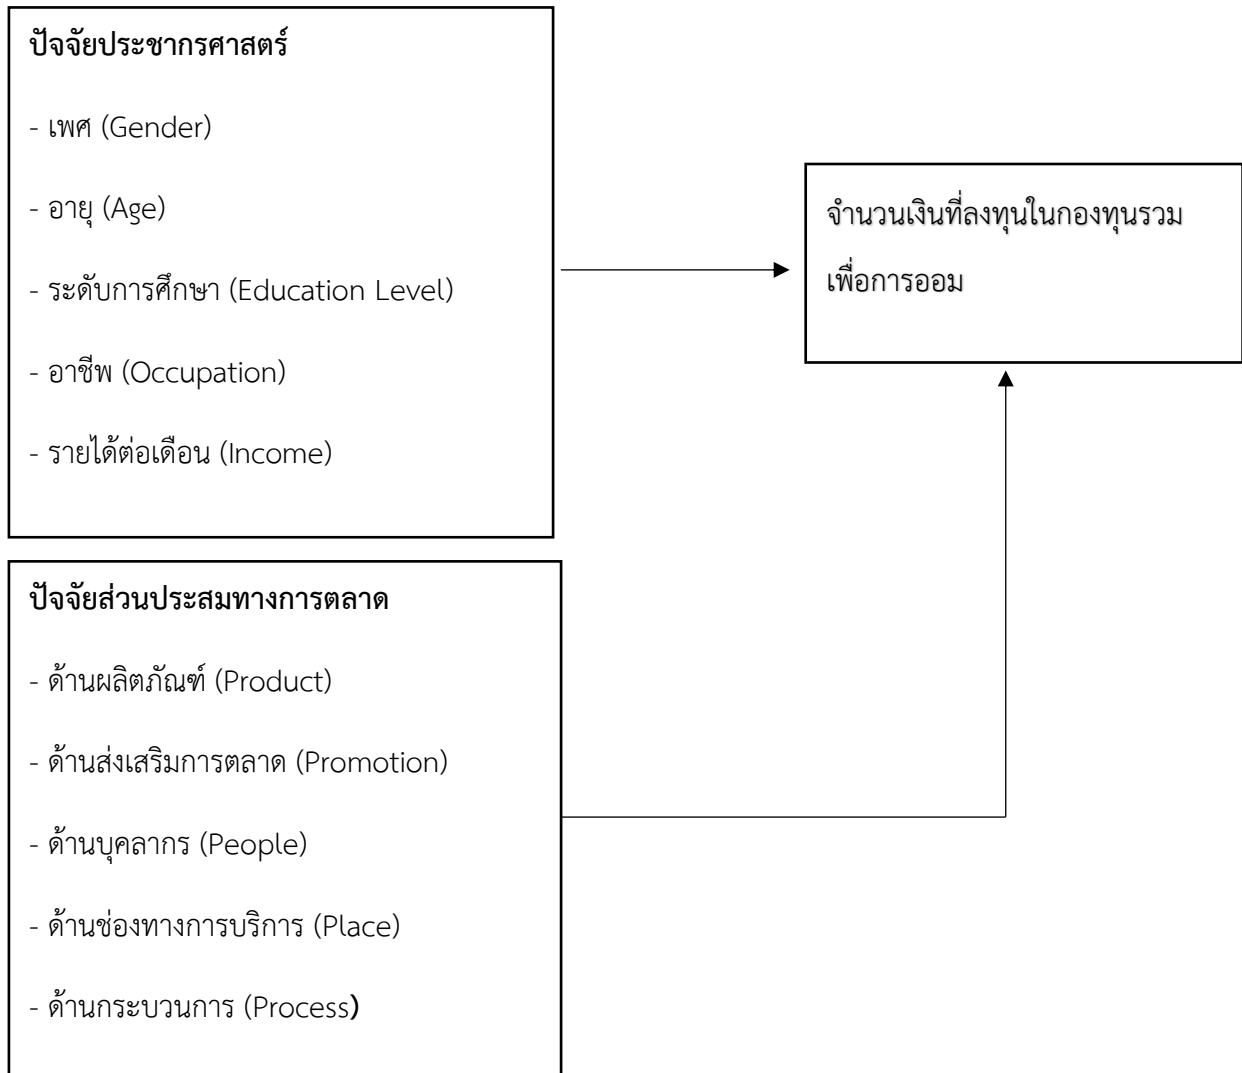 ปัจจัยประชากรศาสตร์
- เพศ (Gender)
- อายุ (Age)
- ระดับการศึกษา (Education Level)
- อาชีพ (Occupation)
- รายได้ต่อเดือน (Income)
จำนวนเงินที่ลงทุนในกองทุนรวม
เพื่อการออม
ปัจจัยส่วนประสมทางการตลาด
- ด้านผลิตภัณฑ์ (Product)
- ด้านส่งเสริมการตลาด (Promotion)
- ด้านบุคลากร (People)
- ด้านช่องทางการบริการ (Place)
- ด้านกระบวนการ (Process)